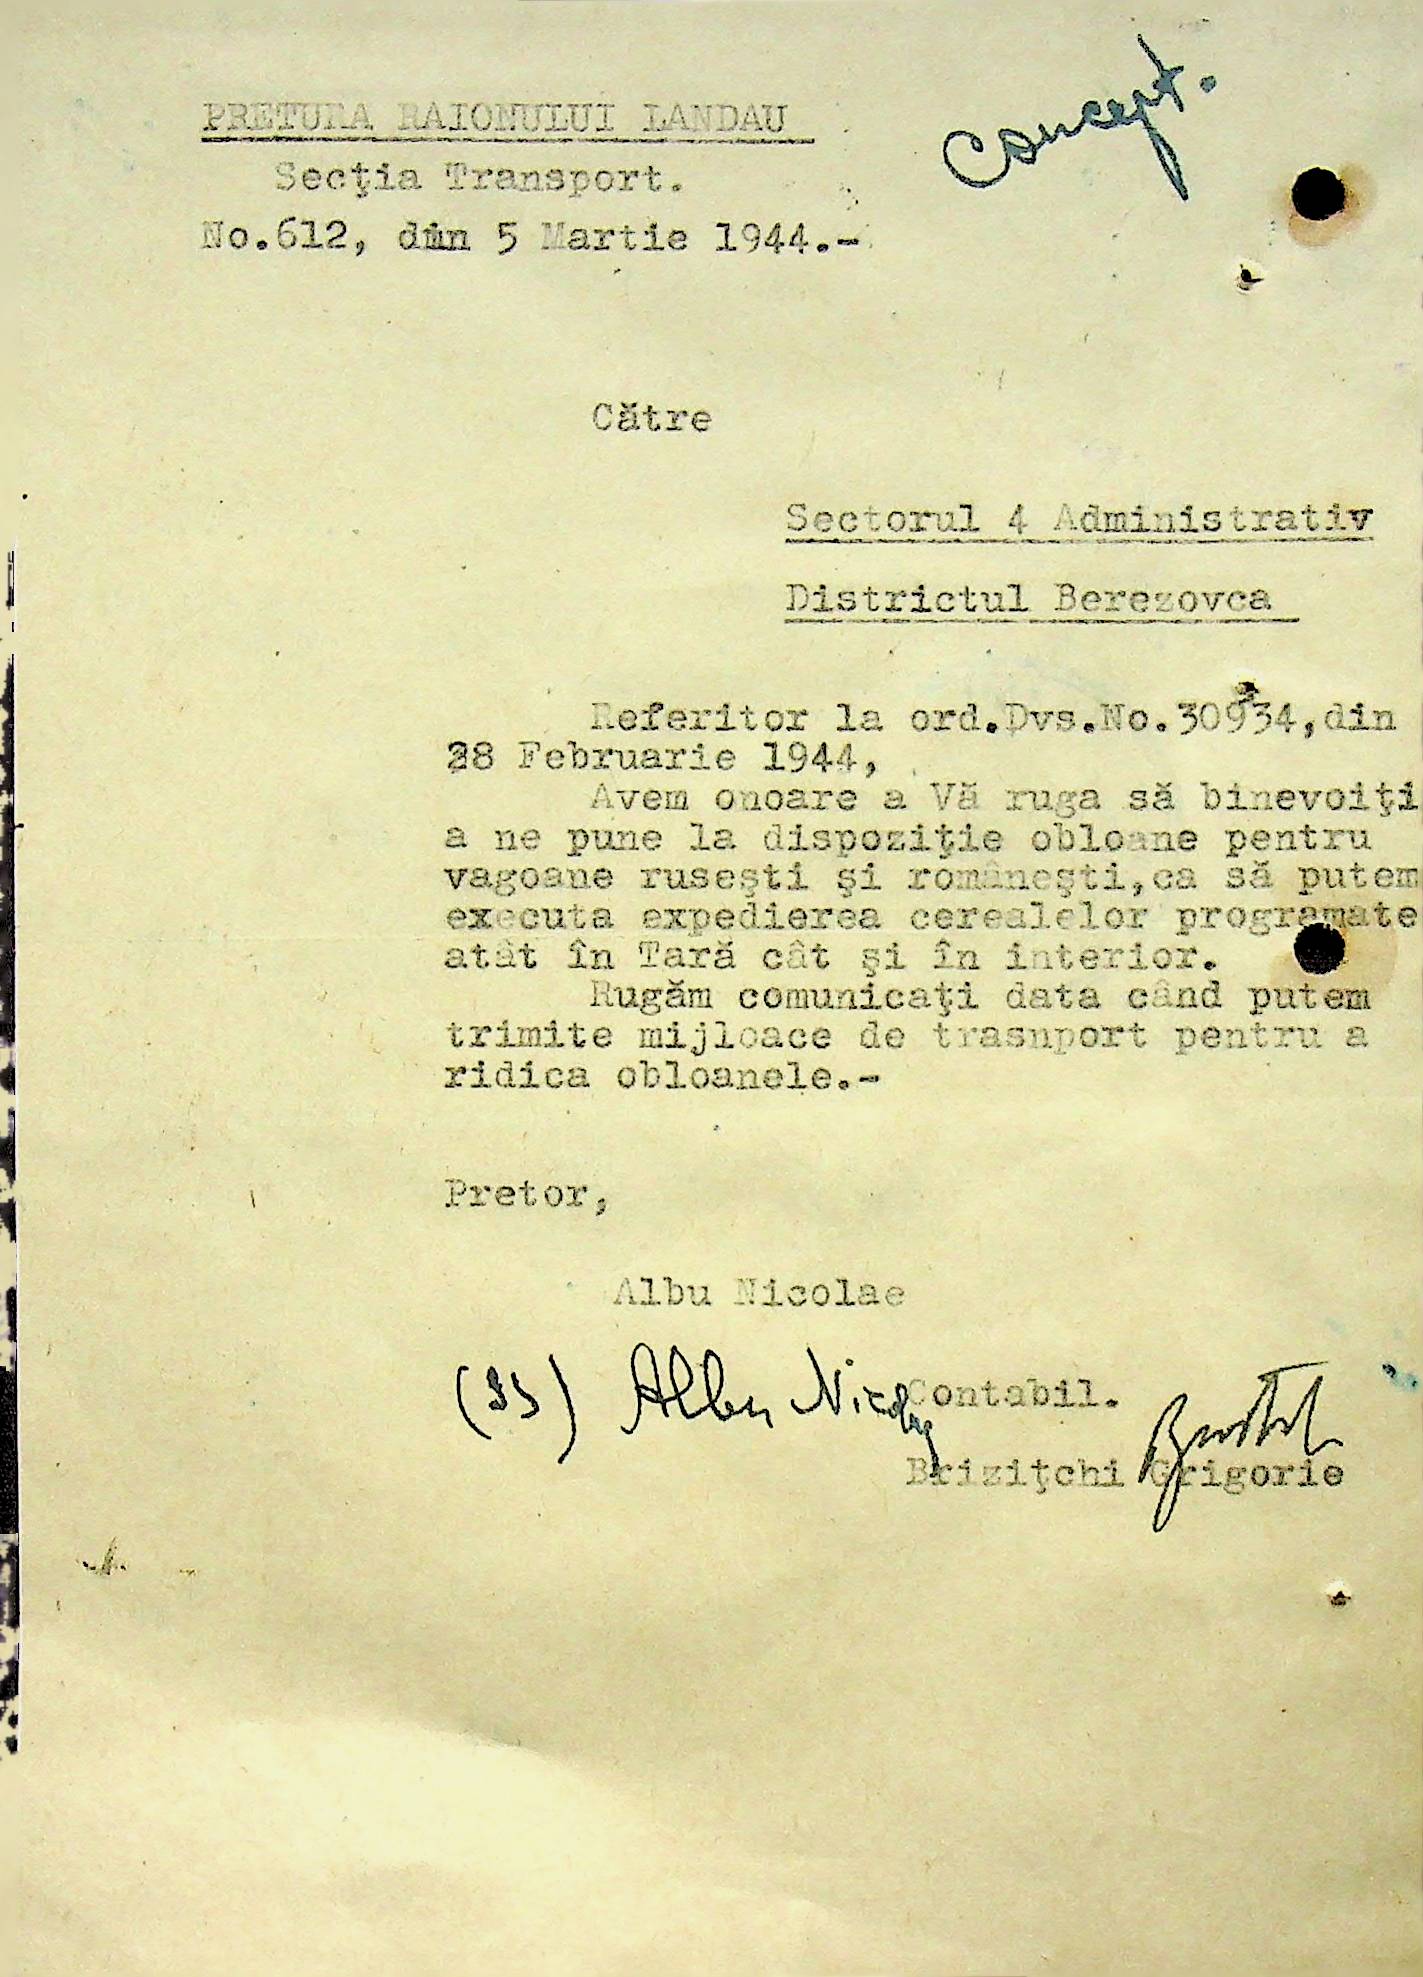 Concept.
PRETURA RAIONULUI LANDAU
Secţia Transport.
No.612, din 5 Martie 1944.-
Către
Sectorul 4 Administrativ
Districtul Berezovca
Referitor la ord.Dvs.No.30934,din
28 Februarie 1944,
Avem onoare a Vă ruga să binevoiţi
a ne pune la dispoziţie obloane pentru
vagoane ruseşti şi româneşti,ca să putem
executa expedierea cerealelor programate
atât în Tară cât şi în interior.
Rugăm comunicaţi data când putem
trimite mijloace de trasnport pentru a
ridica obloanele.-
Pretor,
Albu Nicolae
(ss) Albu Nicolae
Contabil.
Briziţchi Grigorie